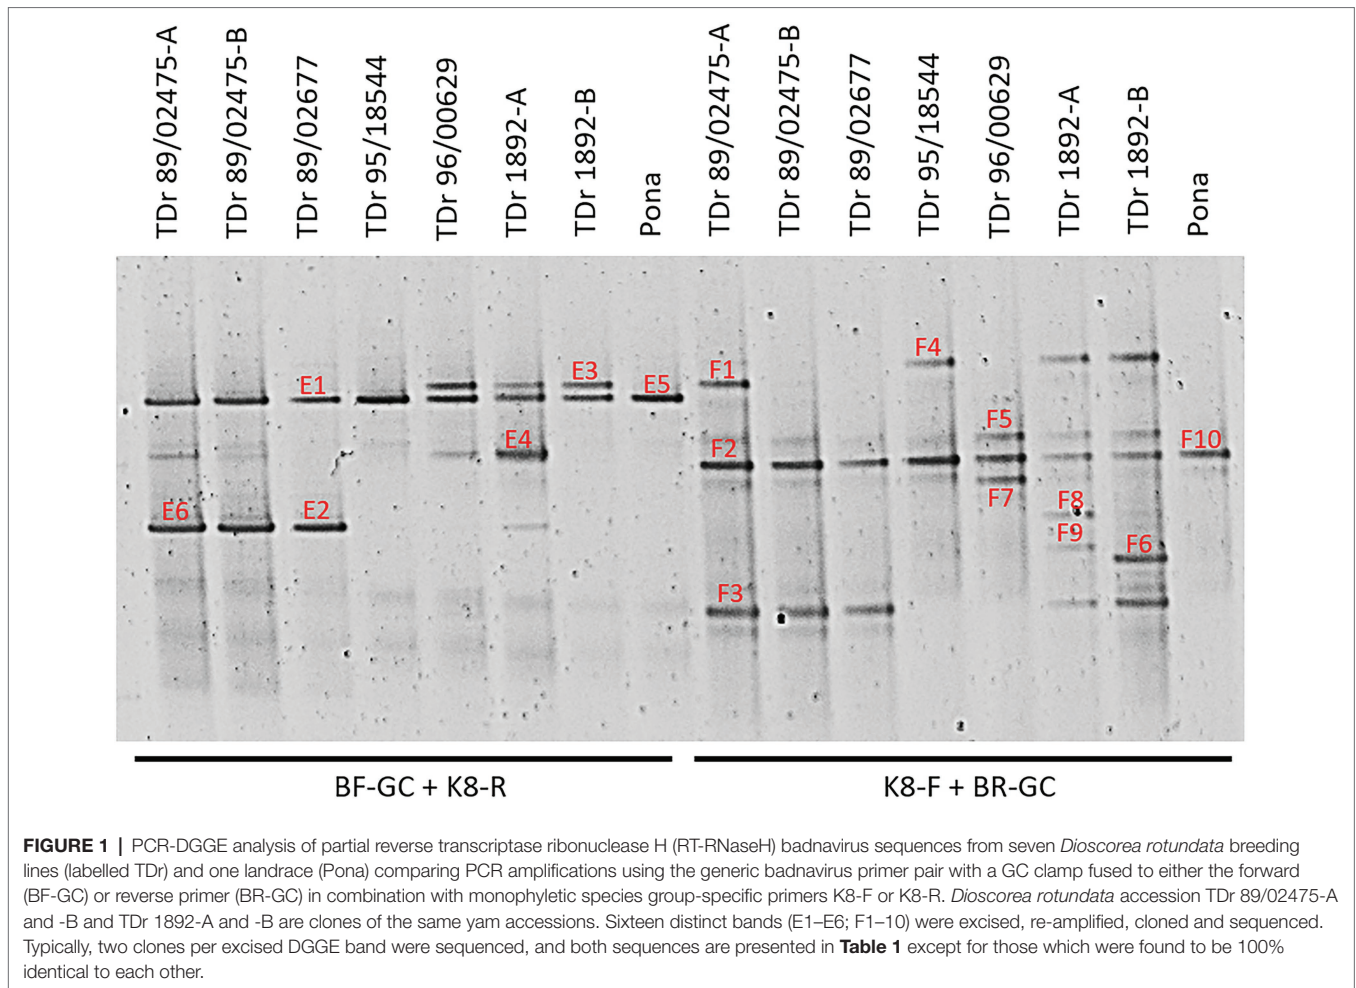 TDr 89/02475-A
TDr 89/02475-B
TDr 89/02677
TDr 95/18544
TDr 96/00629
TDr 1892-A
TDr 1892-B
Pona
TDr 89/02475-A
TDr 89/02475-B
TDr 89/02677
TDr 95/18544
TDr 96/00629
TDr 1892-A
TDr 1892-B
Pona
F4
E1 E3 E5 F1
E4 F2 F5 F10
E6 E2 F7 F8
F9 F6
F3
BF-GC + K8-R K8-F + BR-GC
FIGURE 1 | PCR-DGGE analysis of partial reverse transcriptase ribonuclease H (RT-RNaseH) badnavirus sequences from seven Dioscorea rotundata breeding
lines (labelled TDr) and one landrace (Pona) comparing PCR amplifications using the generic badnavirus primer pair with a GC clamp fused to either the forward
(BF-GC) or reverse primer (BR-GC) in combination with monophyletic species group-specific primers K8-F or K8-R. Dioscorea rotundata accession TDr 89/02475-A
and -B and TDr 1892-A and -B are clones of the same yam accessions. Sixteen distinct bands (E1–E6; F1–10) were excised, re-amplified, cloned and sequenced.
Typically, two clones per excised DGGE band were sequenced, and both sequences are presented in Table 1 except for those which were found to be 100%
identical to each other.